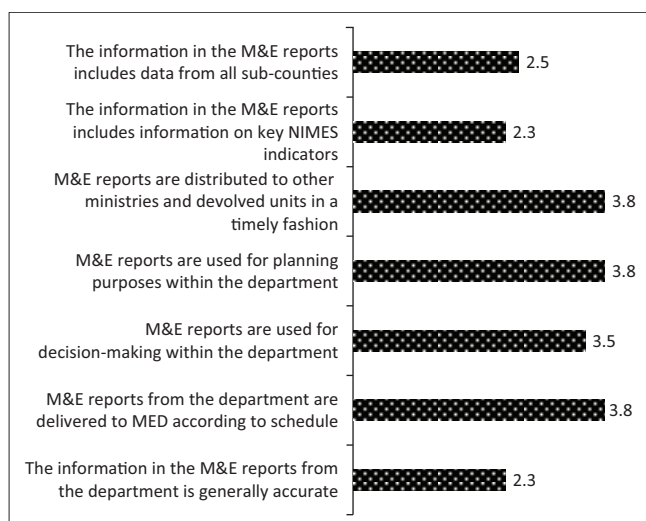 The information in the M&E reports
includes data from all sub-counties
2.5
The information in the M&E reports
includes information on key NIMES
indicators
2.3
M&E reports are distributed to other
ministries and devolved units in a
timely fashion
3.8
M&E reports are used for planning
purposes within the department
3.8
M&E reports are used for
decision-making within the department
3.5
M&E reports from the department are
delivered to MED according to schedule
3.8
The information in the M&E reports from
the department is generally accurate
2.3